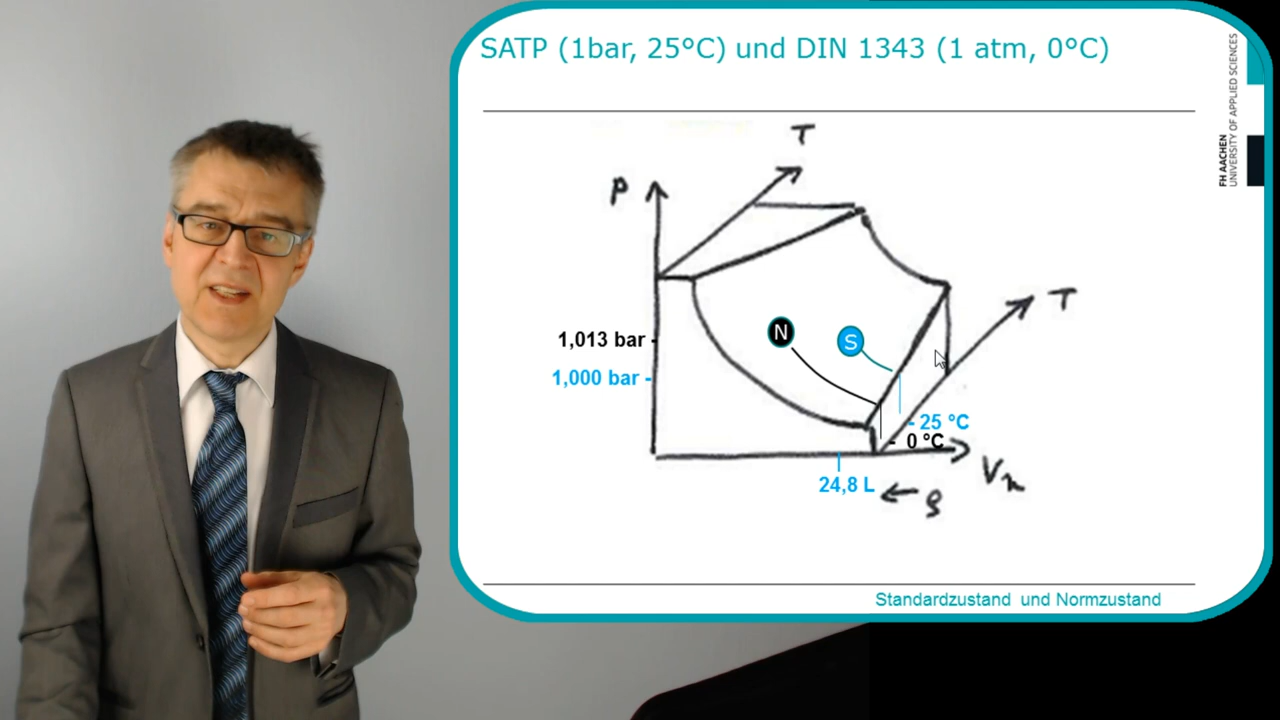 SATP (1bar, 25°C) und DIN 1343 (1 atm, 0°C)
FH AACHEN
UNIVERSITY OF APPLIED SCIENCES
T
P
T
N
S
1,013 bar
1,000 bar
25 °C
0 °C
24,8 L
← ρ
Vm
Standardzustand und Normzustand